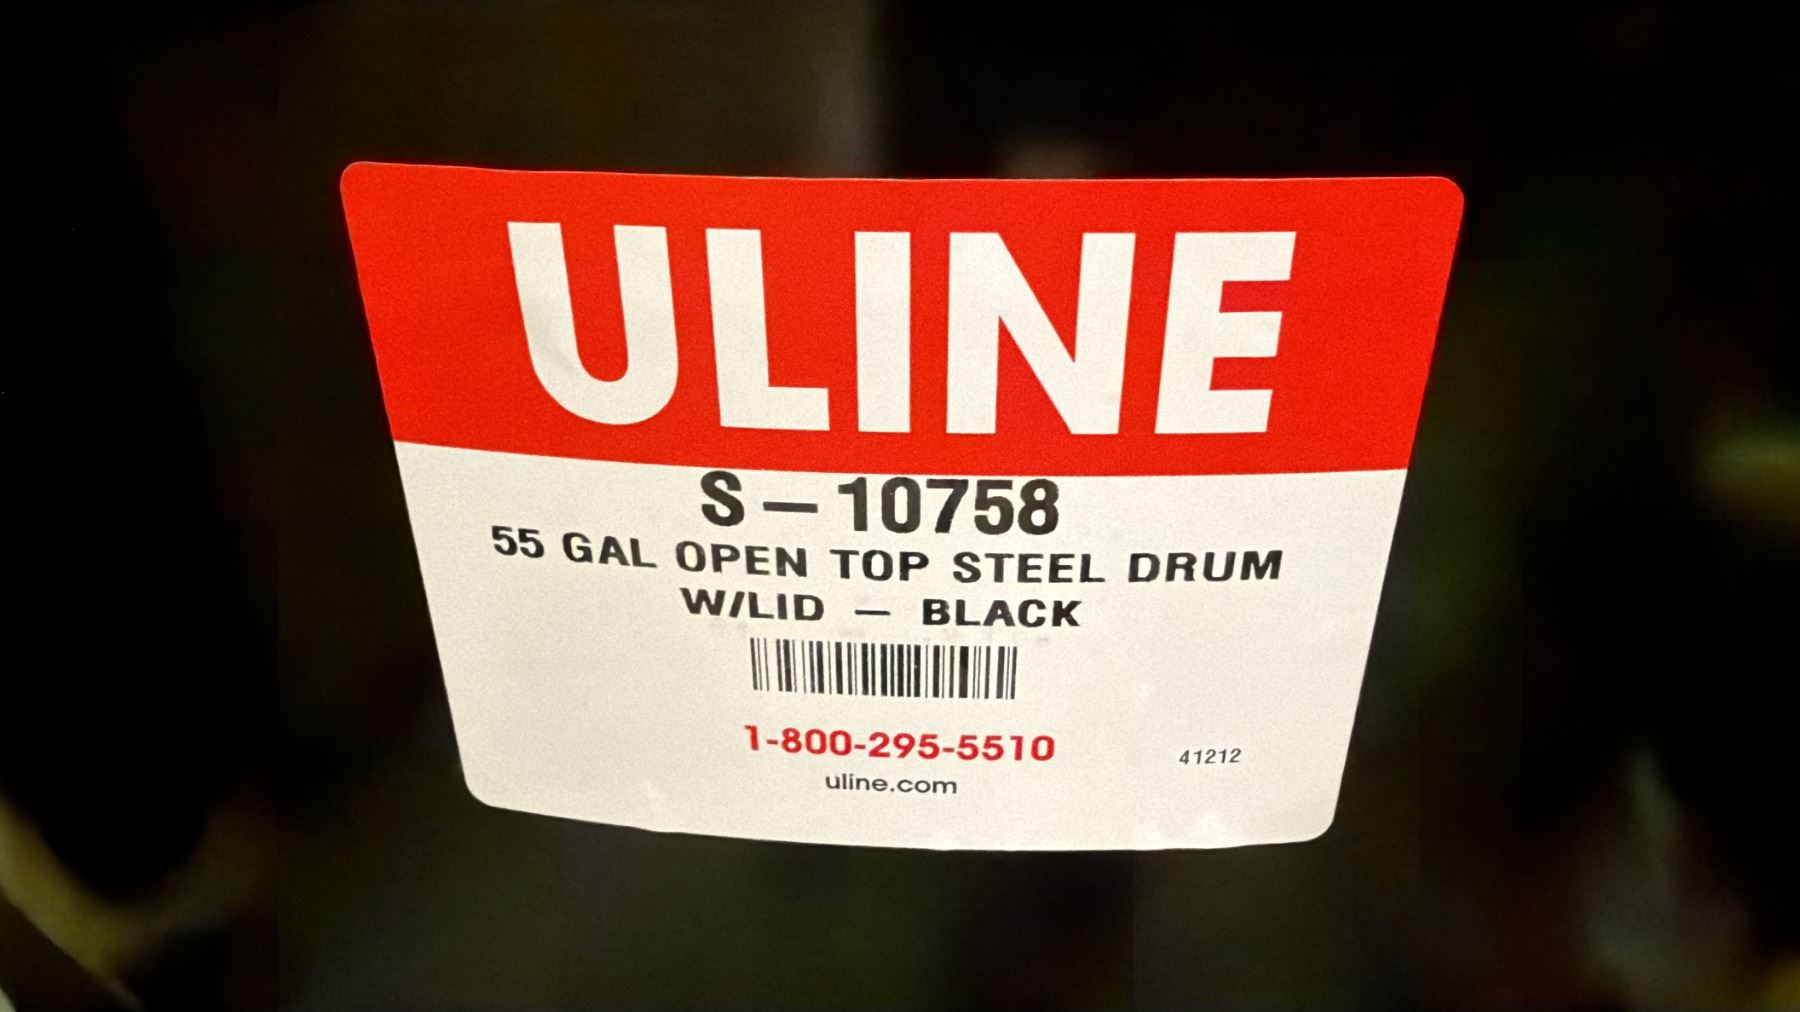 ULINE
S-10758
55 GAL OPEN TOP STEEL DRUM
W/LID - BLACK
1-800-295-5510
41212
uline.com